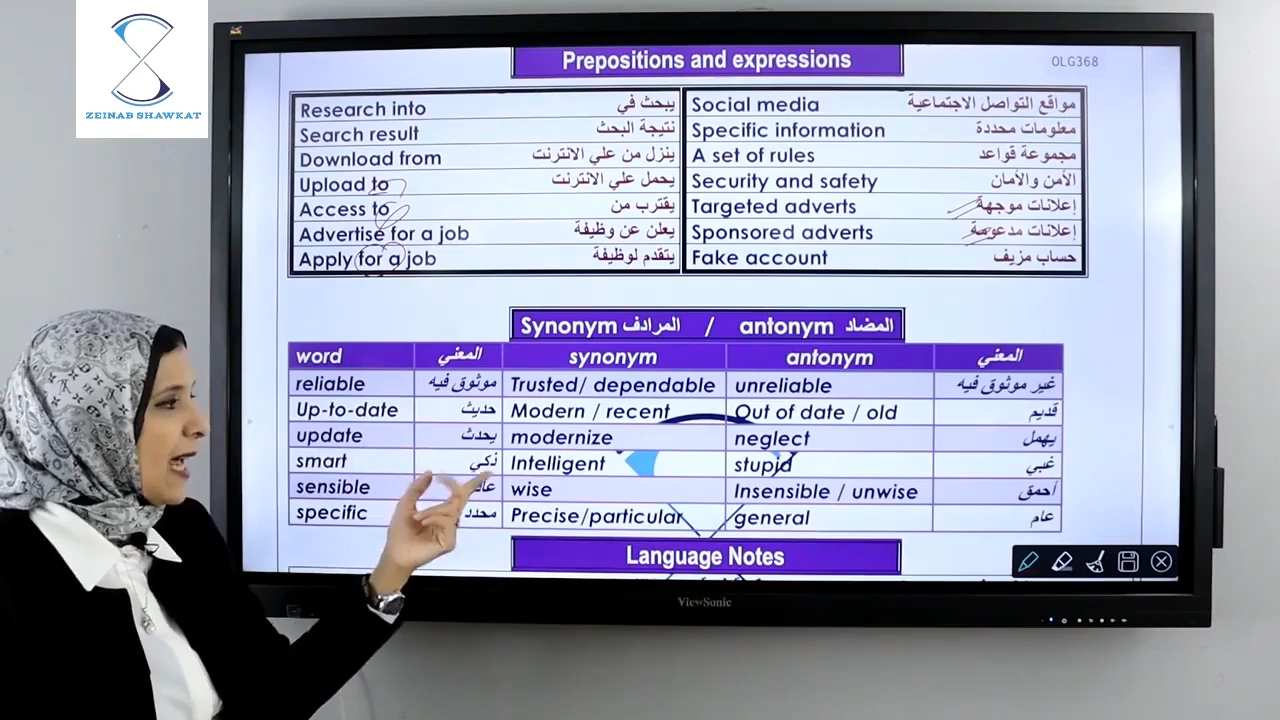 ZEINAB SHAWKAT
Prepositions and expressions
OLG368
Research into يبحث في
Search result نتيجة البحث
Download from ينزل من علي الانترنت
Upload to يحمل علي الانترنت
Access to يقترب من
Advertise for a job يعلن عن وظيفة
Apply for a job يتقدم لوظيفة
Social media مواقع التواصل الاجتماعية
Specific information معلومات محددة
A set of rules مجموعة قواعد
Security and safety الأمن والأمان
Targeted adverts إعلانات موجهة
Sponsored adverts إعلانات مدعومة
Fake account حساب مزيف
Synonym المرادف / antonym المضاد
word المعني synonym antonym المعني
reliable موثوق فيه Trusted/ dependable unreliable غير موثوق فيه
Up-to-date حديث Modern / recent Out of date / old قديم
update يحدث modernize neglect يهمل
smart ذكي Intelligent stupid غبي
sensible wise Insensible / unwise أحمق
specific محدد Precise/particular general عام
Language Notes
ViewSonic